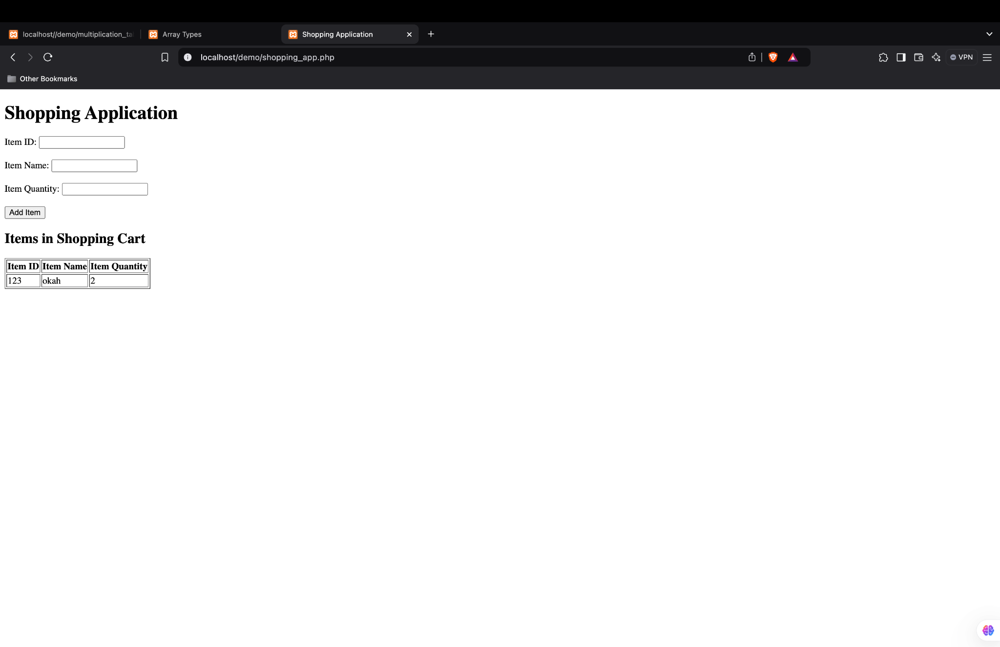 localhost//demo/multiplication_ta
Array Types
Shopping Application
localhost/demo/shopping_app.php
VPN
Other Bookmarks
Shopping Application
Item ID:
Item Name:
Item Quantity:
Add Item
Items in Shopping Cart
Item ID Item Name Item Quantity
123 okah 2